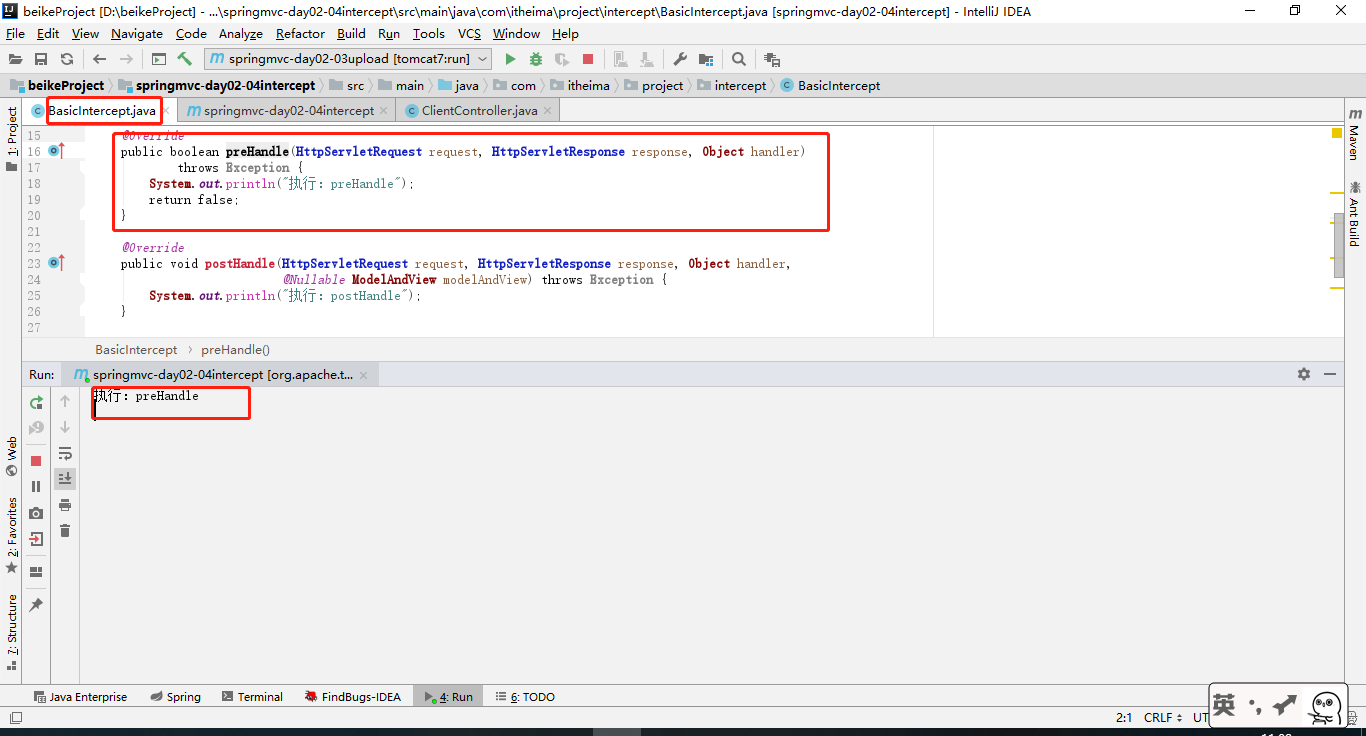 beikeProject [D:\beikeProject] - ...\springmvc-day02-04intercept\src\main\java\com\itheima\project\intercept\BasicIntercept.java [springmvc-day02-04intercept] - IntelliJ IDEA
File Edit View Navigate Code Analyze Refactor Build Run Tools VCS Window Help
springmvc-day02-03upload [tomcat7:run]
beikeProject springmvc-day02-04intercept src main java com itheima project intercept BasicIntercept
BasicIntercept.java springmvc-day02-04intercept ClientController.java
1: Project
Maven
Ant Build
15 @Override
16 public boolean preHandle(HttpServletRequest request, HttpServletResponse response, Object handler)
17 throws Exception {
18 System.out.println("执行：preHandle");
19 return false;
20 }
21
22 @Override
23 public void postHandle(HttpServletRequest request, HttpServletResponse response, Object handler,
24 @Nullable ModelAndView modelAndView) throws Exception {
25 System.out.println("执行：postHandle");
26 }
27
BasicIntercept preHandle()
Run: springmvc-day02-04intercept [org.apache.t...
执行：preHandle
Web
2: Favorites
7: Structure
Java Enterprise Spring Terminal FindBugs-IDEA 4: Run 6: TODO
2:1 CRLF
英